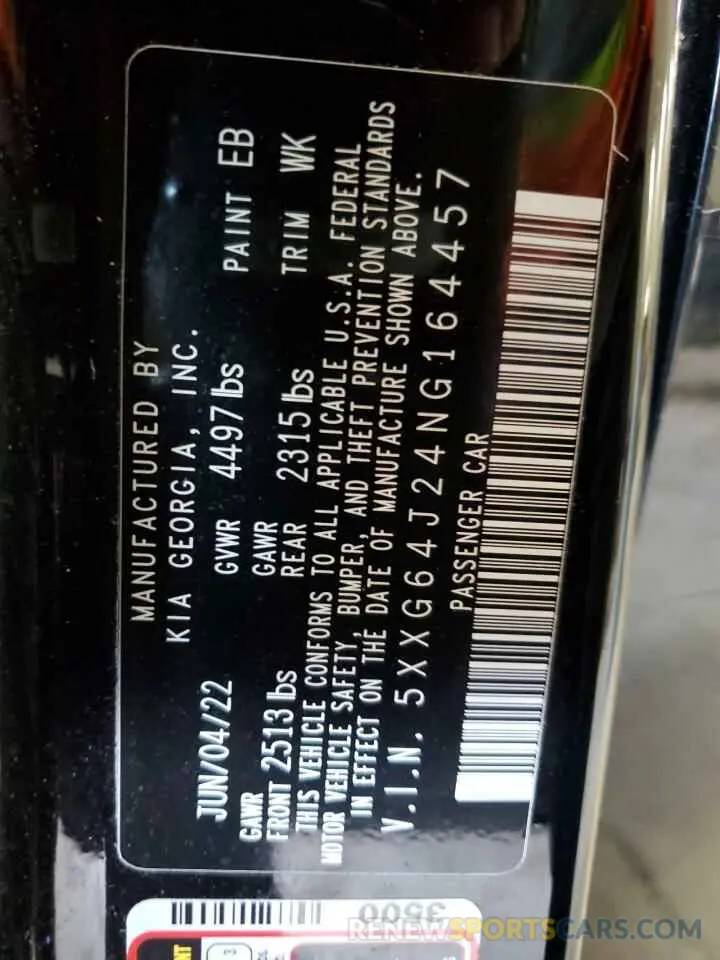 MANUFACTURED BY
KIA GEORGIA, INC.
JUN/04/22 GVWR 4497 lbs PAINT EB
GAWR FRONT 2513 lbs GAWR REAR 2315 lbs TRIM WK
THIS VEHICLE CONFORMS TO ALL APPLICABLE U.S.A. FEDERAL
MOTOR VEHICLE SAFETY, BUMPER, AND THEFT PREVENTION STANDARDS
IN EFFECT ON THE DATE OF MANUFACTURE SHOWN ABOVE.
V.I.N. 5XXG64J24NG164457
PASSENGER CAR
3500
RENEWSPORTSCARS.COM